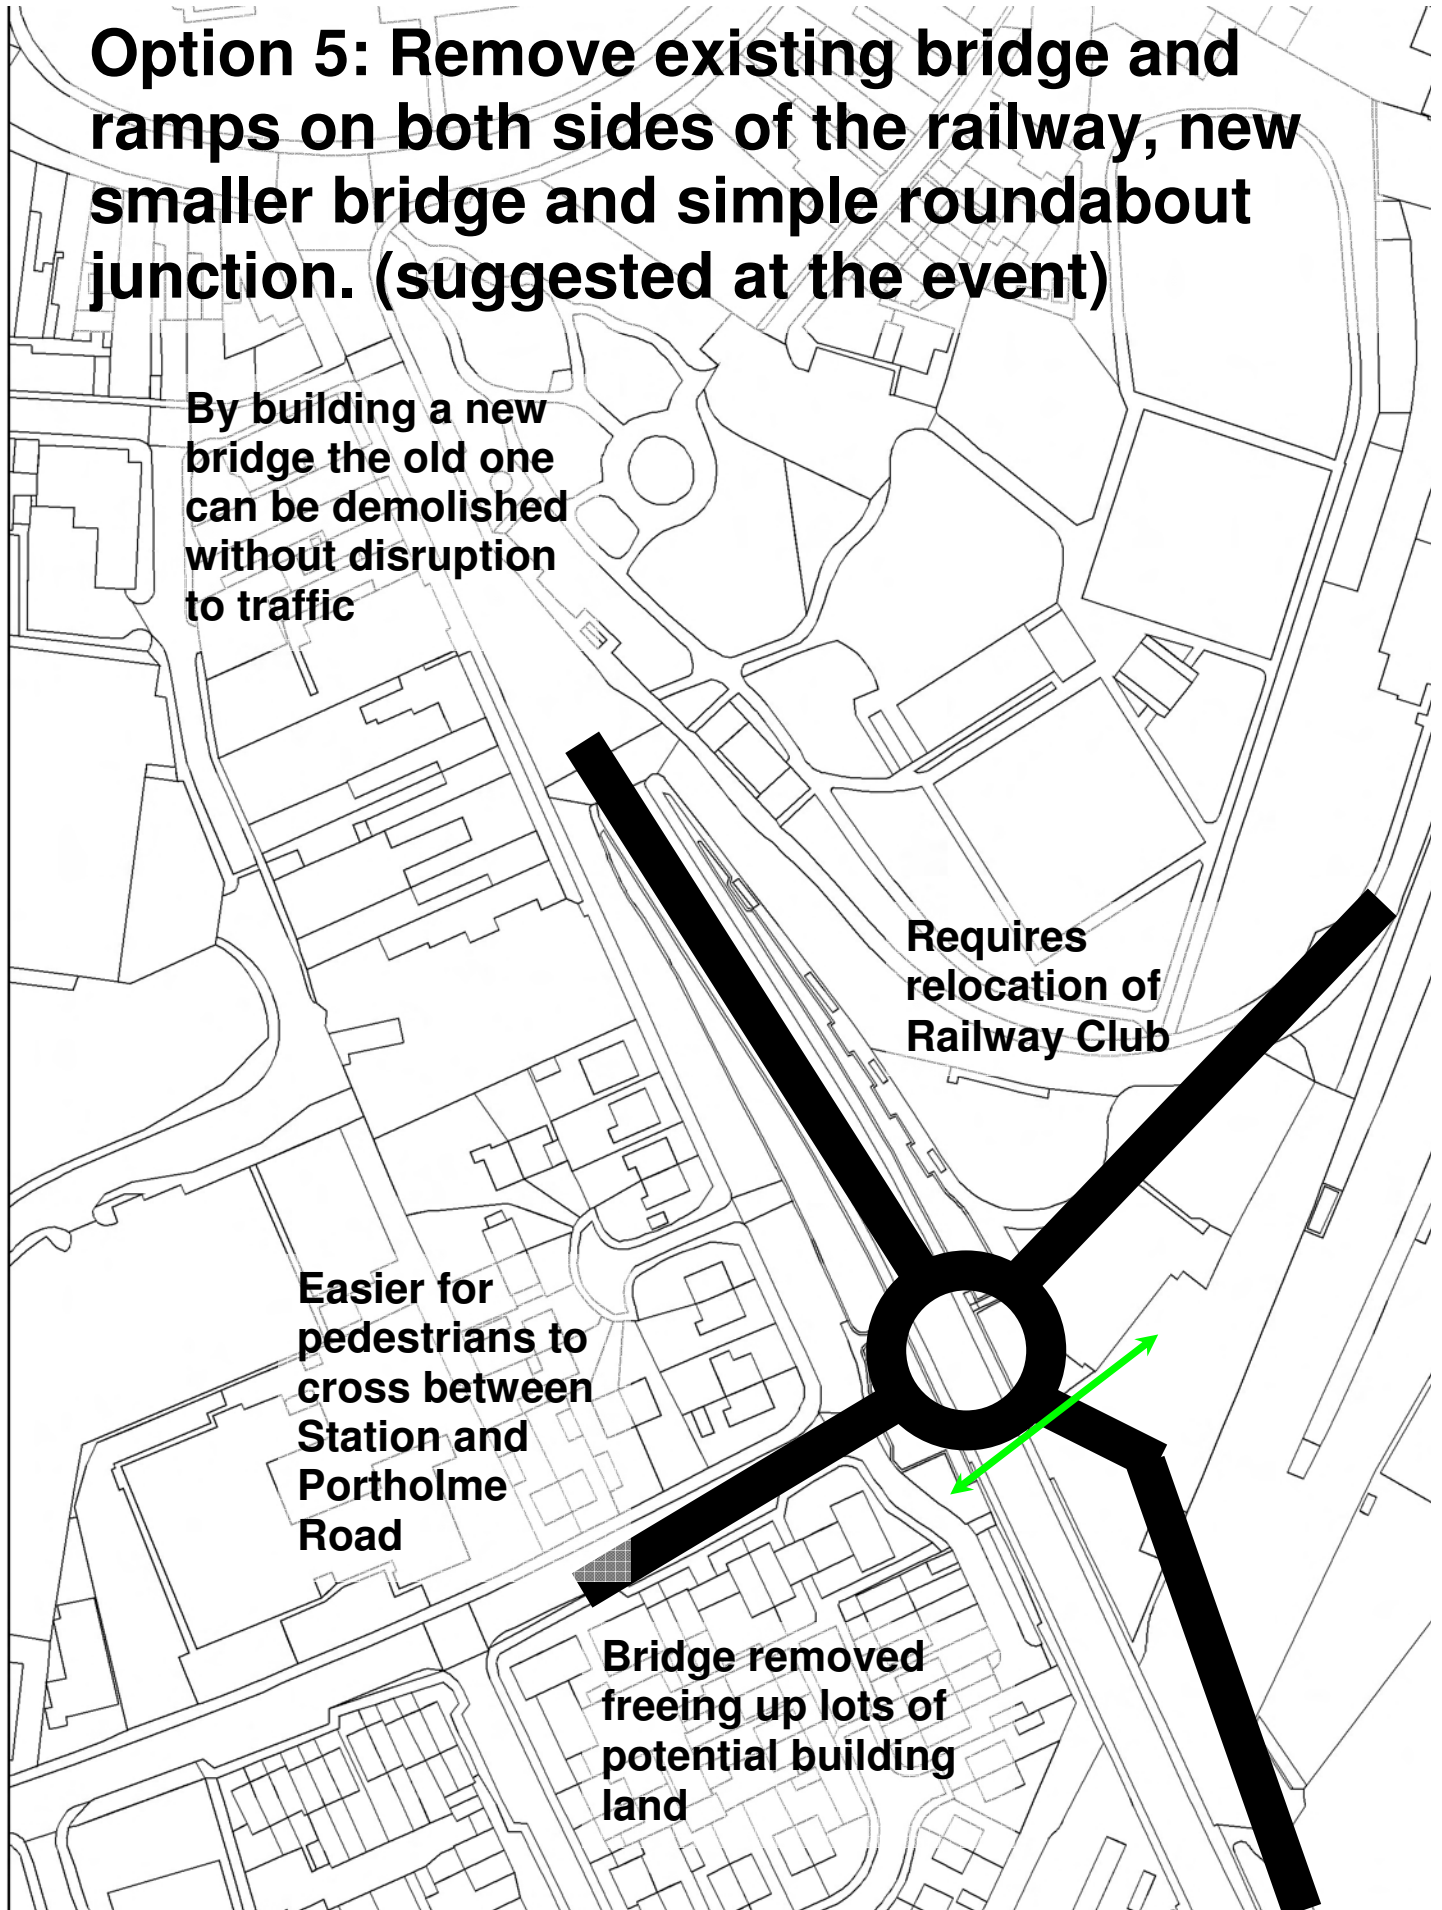 Option 5: Remove existing bridge and
ramps on both sides of the railway, new
smaller bridge and simple roundabout
junction. (suggested at the event)
By building a new
bridge the old one
can be demolished
without disruption
to traffic
Requires
relocation of
Railway Club
Easier for
pedestrians to
cross between
Station and
Portholme
Road
Bridge removed
freeing up lots of
potential building
land